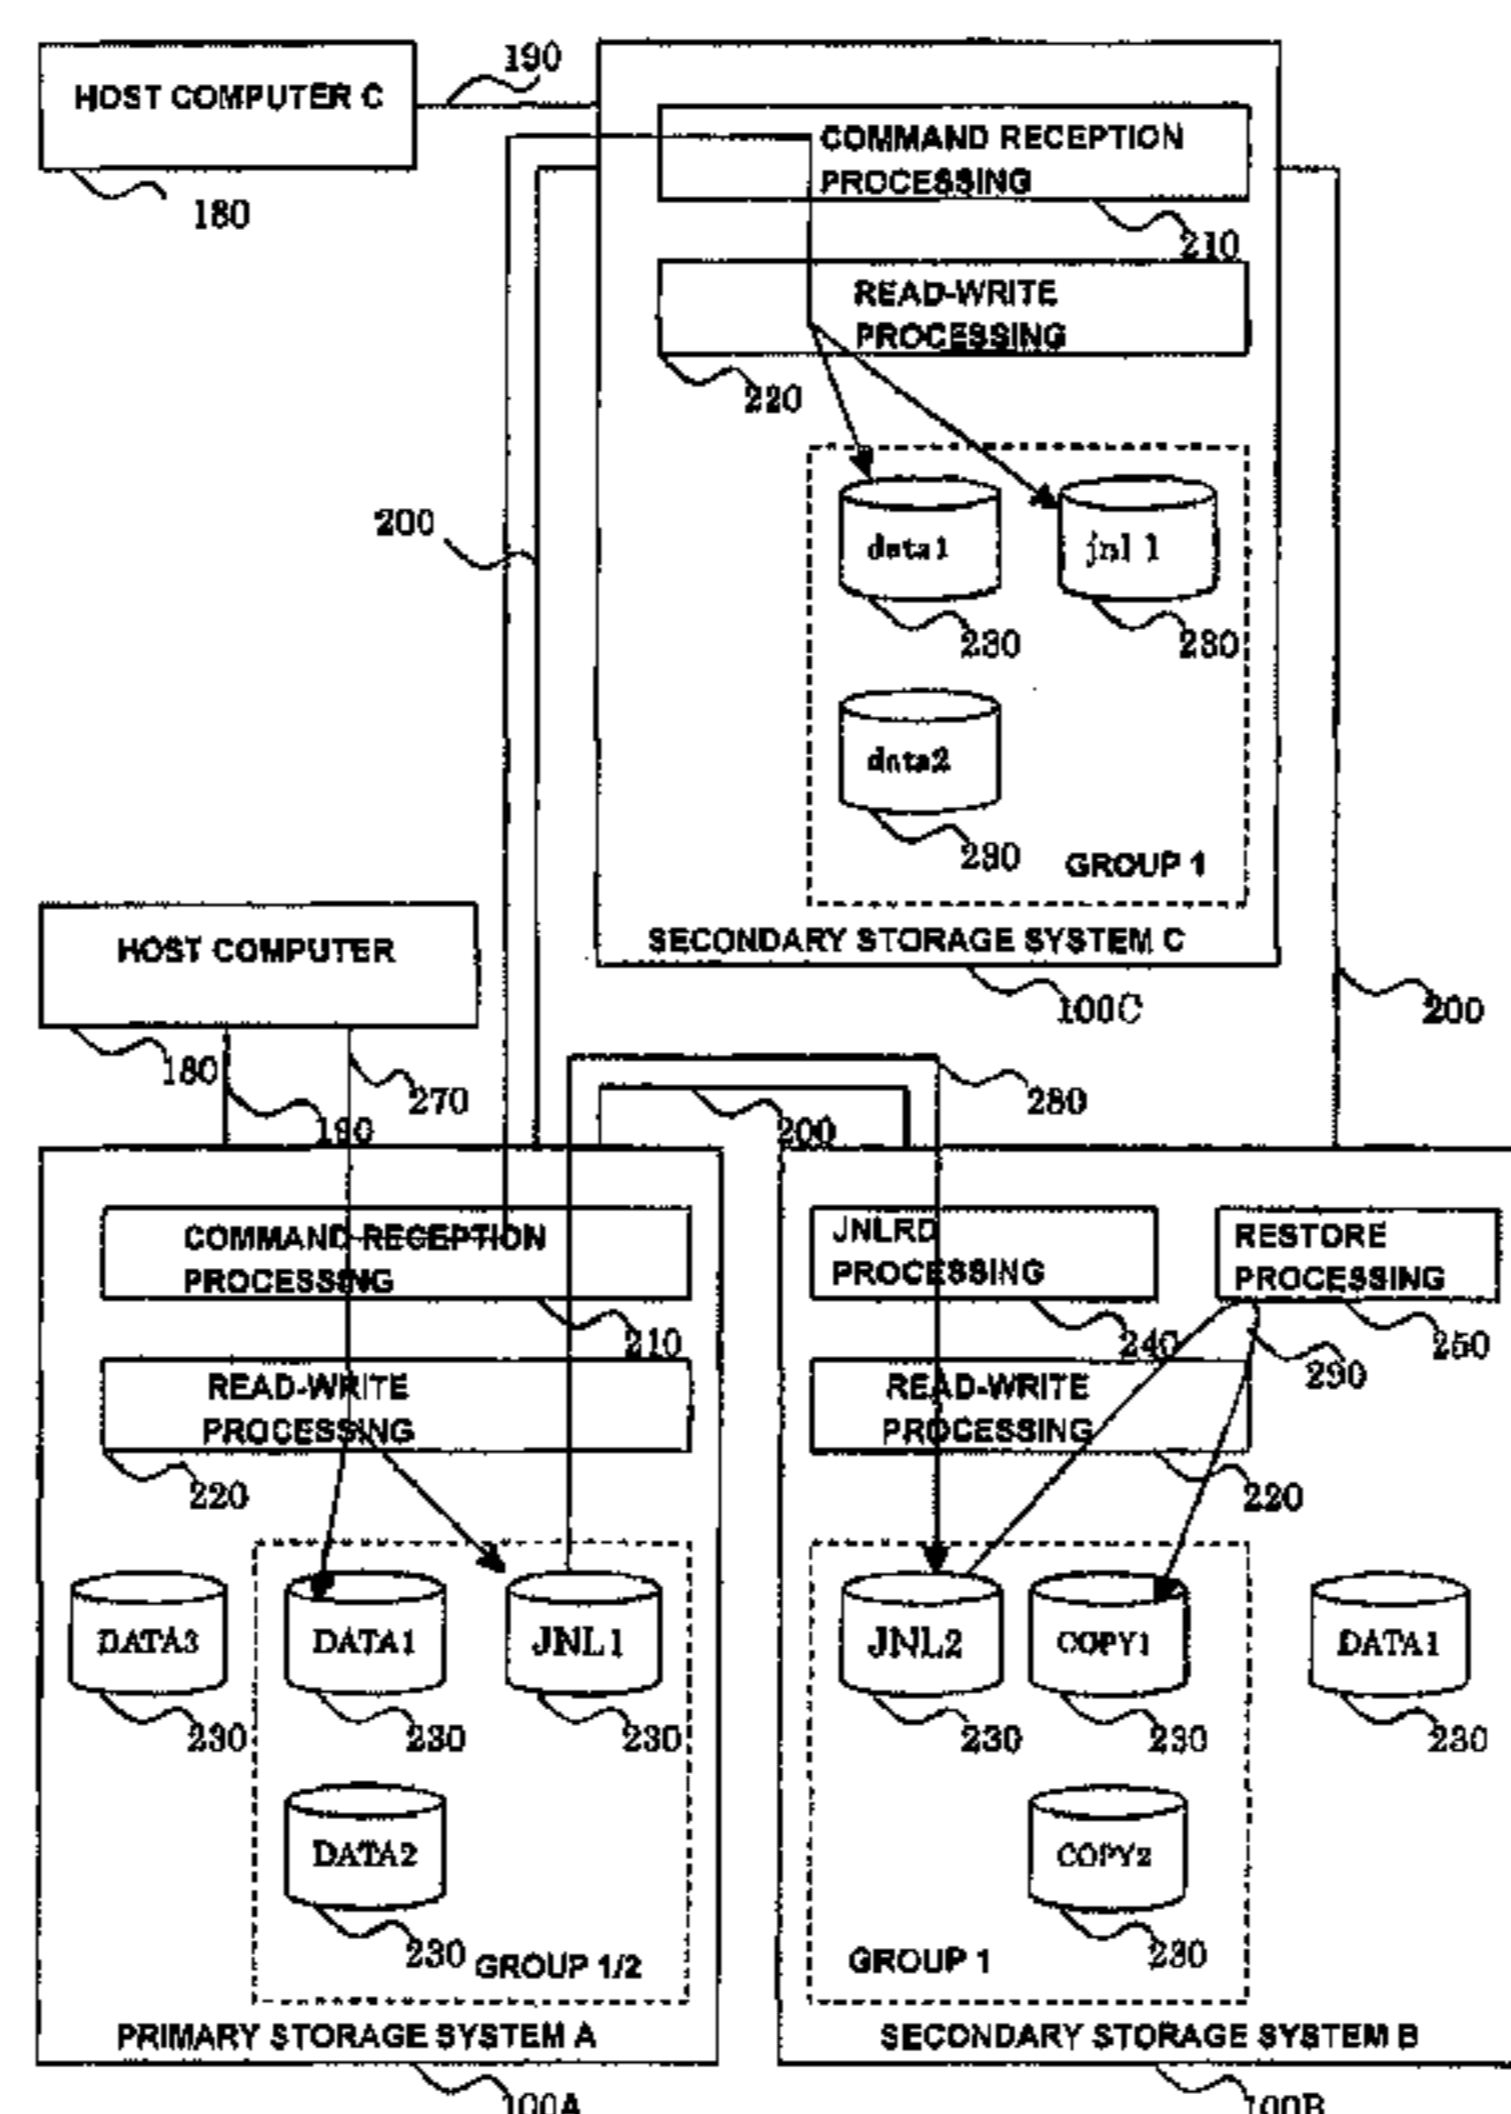 HOST COMPUTER C
190
180
COMMAND RECEPTION
PROCESSING
210
READ-WRITE
PROCESSING
220
200
data1
jnl 1
230
230
data2
230
GROUP 1
SECONDARY STORAGE SYSTEM C
100C
200
HOST COMPUTER
180
270
190
280
200
COMMAND RECEPTION
PROCESSING
210
READ-WRITE
PROCESSING
220
DATA3
DATA1
JNL1
230
230
230
DATA2
230
GROUP 1/2
PRIMARY STORAGE SYSTEM A
100A
JNLRD
PROCESSING
240
RESTORE
PROCESSING
250
290
READ-WRITE
PROCESSING
220
JNL2
COPY1
DATA1
230
230
230
COPY2
230
GROUP 1
SECONDARY STORAGE SYSTEM B
100B